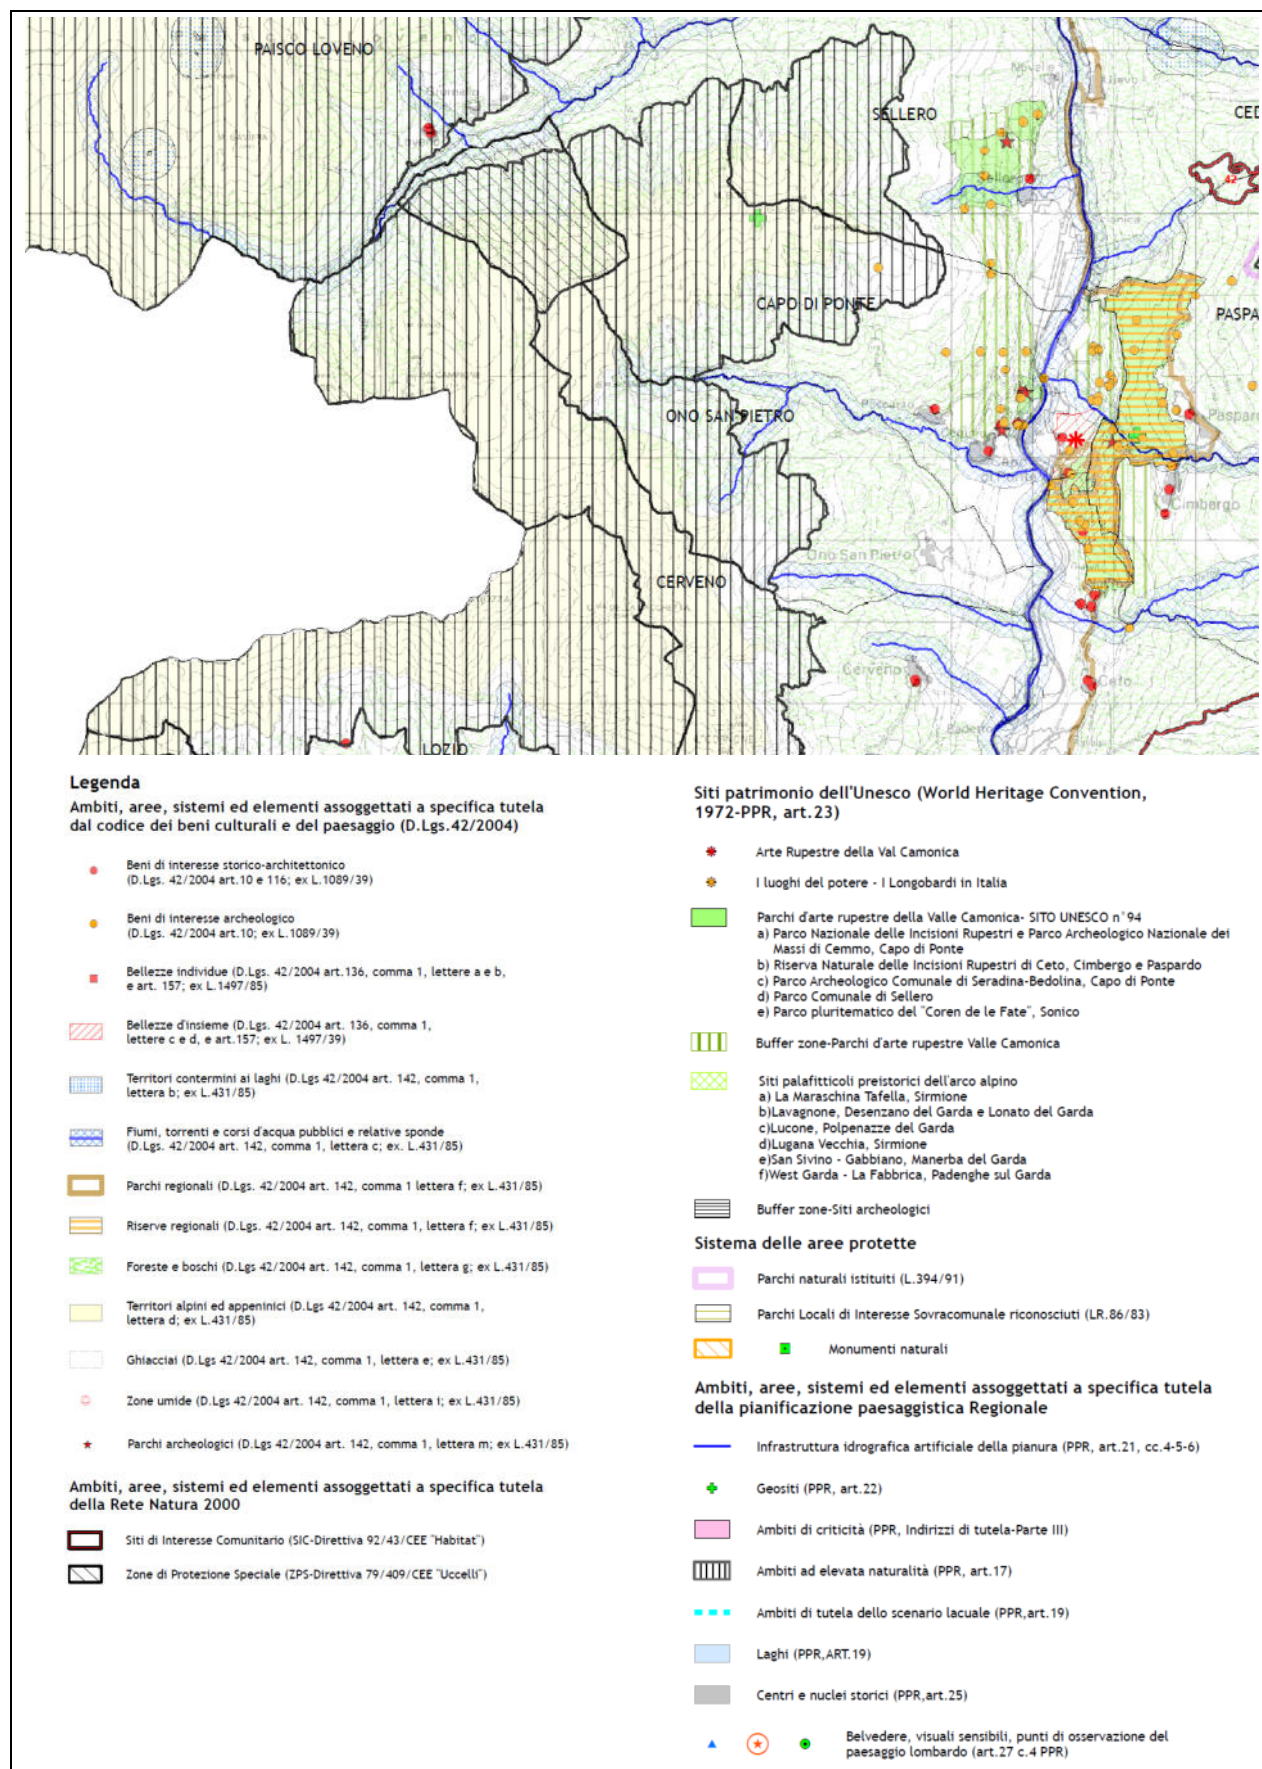 PAISCO LOVENO
SELLERO
CED
42
CAPO DI PONTE
PASPA
ONO SAN PIETRO
Paspardo
Cimbergo
Ono San Pietro
CERVENO
Cerveno
Ceto
LOZIO
Legenda
Ambiti, aree, sistemi ed elementi assoggettati a specifica tutela
dal codice dei beni culturali e del paesaggio (D.Lgs.42/2004)
Beni di interesse storico-architettonico
(D.Lgs. 42/2004 art.10 e 116; ex L.1089/39)
Beni di interesse archeologico
(D.Lgs. 42/2004 art.10; ex L.1089/39)
Bellezze individue (D.Lgs. 42/2004 art.136, comma 1, lettere a e b,
e art. 157; ex L.1497/85)
Bellezze d'insieme (D.Lgs. 42/2004 art. 136, comma 1,
lettere c e d, e art.157; ex L. 1497/39)
Territori contermini ai laghi (D.Lgs 42/2004 art. 142, comma 1,
lettera b; ex L.431/85)
Fiumi, torrenti e corsi d'acqua pubblici e relative sponde
(D.Lgs. 42/2004 art. 142, comma 1, lettera c; ex. L.431/85)
Parchi regionali (D.Lgs. 42/2004 art. 142, comma 1 lettera f; ex L.431/85)
Riserve regionali (D.Lgs. 42/2004 art. 142, comma 1, lettera f; ex L.431/85)
Foreste e boschi (D.Lgs 42/2004 art. 142, comma 1, lettera g; ex L.431/85)
Territori alpini ed appeninici (D.Lgs 42/2004 art. 142, comma 1,
lettera d; ex L.431/85)
Ghiacciai (D.Lgs 42/2004 art. 142, comma 1, lettera e; ex L.431/85)
Zone umide (D.Lgs 42/2004 art. 142, comma 1, lettera i; ex L.431/85)
Parchi archeologici (D.Lgs 42/2004 art. 142, comma 1, lettera m; ex L.431/85)
Ambiti, aree, sistemi ed elementi assoggettati a specifica tutela
della Rete Natura 2000
Siti di Interesse Comunitario (SIC-Direttiva 92/43/CEE "Habitat")
Zone di Protezione Speciale (ZPS-Direttiva 79/409/CEE "Uccelli")
Siti patrimonio dell'Unesco (World Heritage Convention,
1972-PPR, art.23)
Arte Rupestre della Val Camonica
I luoghi del potere - I Longobardi in Italia
Parchi d'arte rupestre della Valle Camonica- SITO UNESCO n°94
a) Parco Nazionale delle Incisioni Rupestri e Parco Archeologico Nazionale dei
Massi di Cemmo, Capo di Ponte
b) Riserva Naturale delle Incisioni Rupestri di Ceto, Cimbergo e Paspardo
c) Parco Archeologico Comunale di Seradina-Bedolina, Capo di Ponte
d) Parco Comunale di Sellero
e) Parco pluritematico del "Coren de le Fate", Sonico
Buffer zone-Parchi d'arte rupestre Valle Camonica
Siti palafitticoli preistorici dell'arco alpino
a) La Maraschina Tafella, Sirmione
b)Lavagnone, Desenzano del Garda e Lonato del Garda
c)Lucone, Polpenazze del Garda
d)Lugana Vecchia, Sirmione
e)San Sivino - Gabbiano, Manerba del Garda
f)West Garda - La Fabbrica, Padenghe sul Garda
Buffer zone-Siti archeologici
Sistema delle aree protette
Parchi naturali istituiti (L.394/91)
Parchi Locali di Interesse Sovracomunale riconosciuti (LR.86/83)
Monumenti naturali
Ambiti, aree, sistemi ed elementi assoggettati a specifica tutela
della pianificazione paesaggistica Regionale
Infrastruttura idrografica artificiale della pianura (PPR, art.21, cc.4-5-6)
Geositi (PPR, art.22)
Ambiti di criticità (PPR, Indirizzi di tutela-Parte III)
Ambiti ad elevata naturalità (PPR, art.17)
Ambiti di tutela dello scenario lacuale (PPR,art.19)
Laghi (PPR,ART.19)
Centri e nuclei storici (PPR,art.25)
Belvedere, visuali sensibili, punti di osservazione del
paesaggio lombardo (art.27 c.4 PPR)